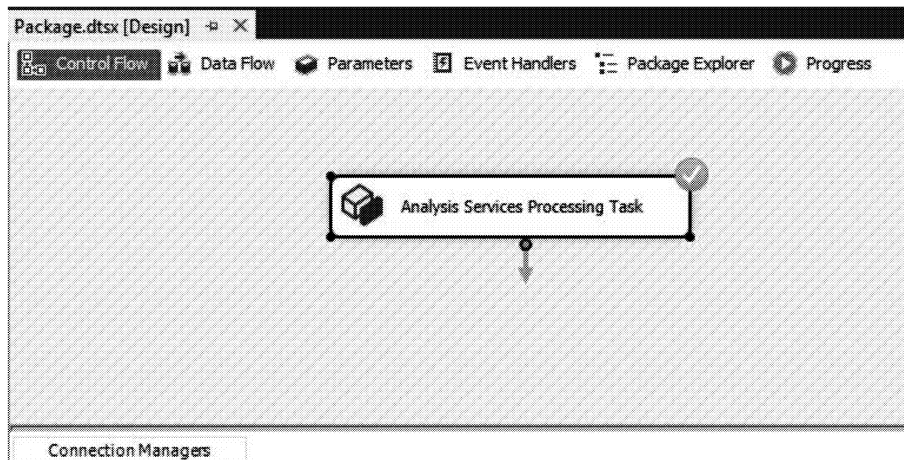 Package.dtsx [Design]
Control Flow Data Flow Parameters Event Handlers Package Explorer Progress
Analysis Services Processing Task
Connection Managers